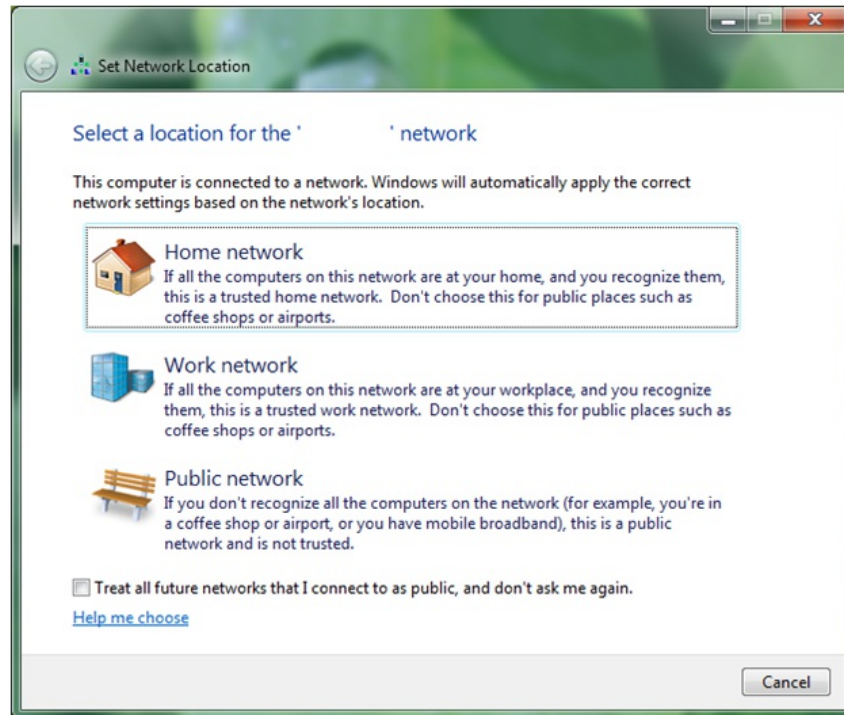 Set Network Location
Select a location for the ' ' network
This computer is connected to a network. Windows will automatically apply the correct
network settings based on the network's location.
Home network
If all the computers on this network are at your home, and you recognize them,
this is a trusted home network. Don't choose this for public places such as
coffee shops or airports.
Work network
If all the computers on this network are at your workplace, and you recognize
them, this is a trusted work network. Don't choose this for public places such as
coffee shops or airports.
Public network
If you don't recognize all the computers on the network (for example, you're in
a coffee shop or airport, or you have mobile broadband), this is a public
network and is not trusted.
Treat all future networks that I connect to as public, and don't ask me again.
Help me choose
Cancel